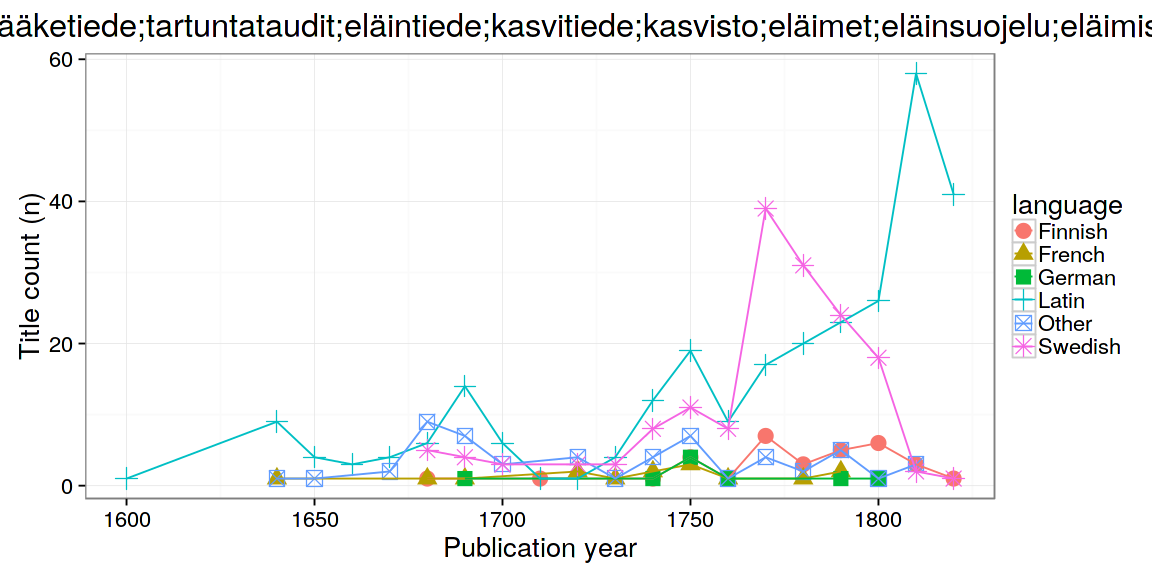 ääketiede;tartuntataudit;eläintiede;kasvitiede;kasvisto;eläimet;eläinsuojelu;eläimis
60
40
20
0
Title count (n)
1600 1650 1700 1750 1800
Publication year
language
Finnish
French
German
Latin
Other
Swedish